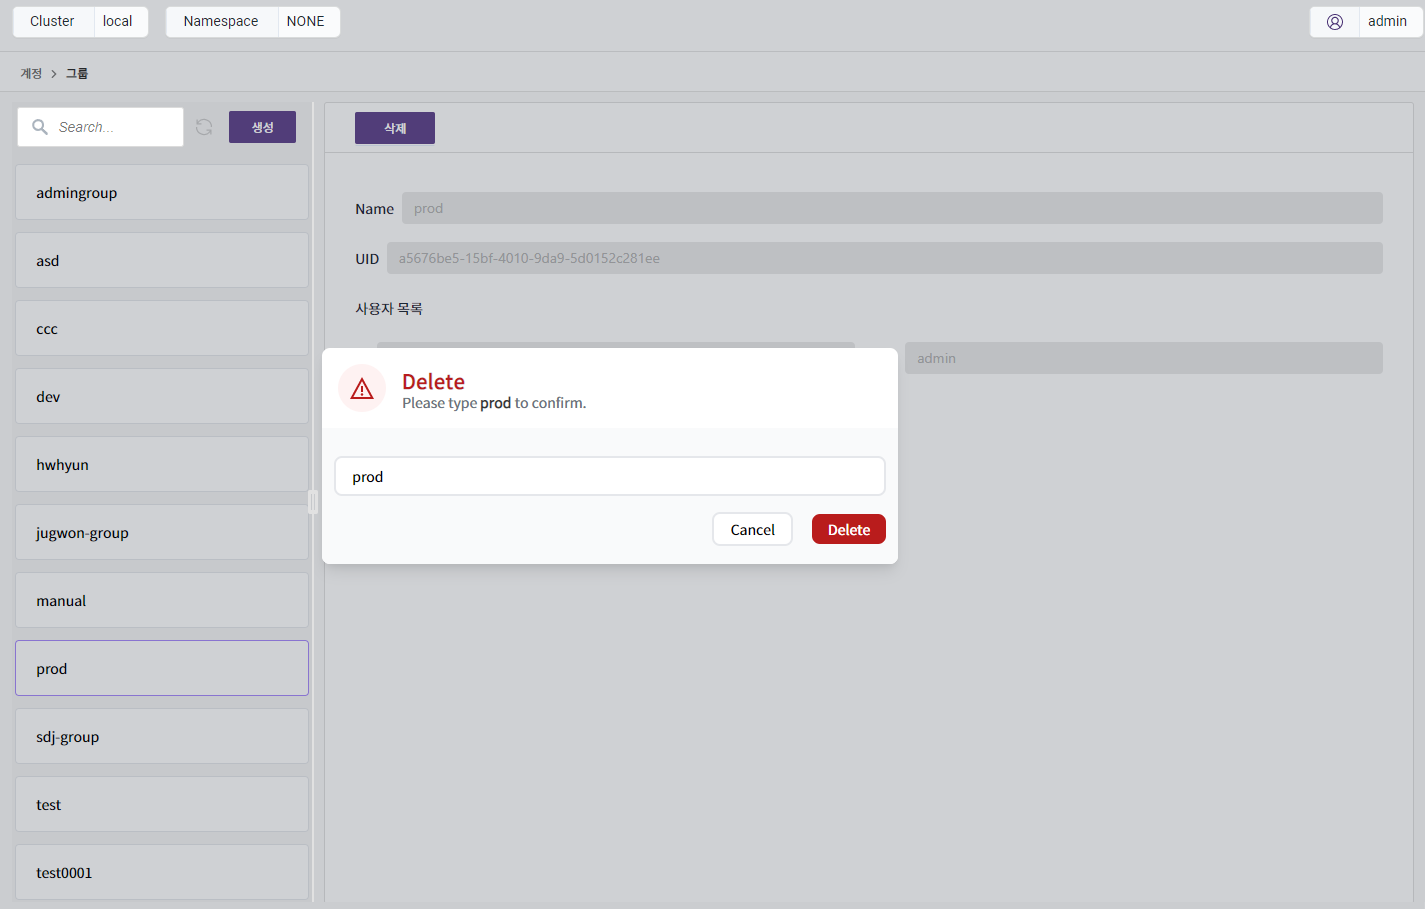 Cluster local Namespace NONE admin
계정 > 그룹
Search... 생성
admingroup
asd
ccc
dev
hwhyun
jugwon-group
manual
prod
sdj-group
test
test0001
삭제
Name prod
UID a5676be5-15bf-4010-9da9-5d0152c281ee
사용자 목록
admin
Delete
Please type prod to confirm.
prod
Cancel Delete